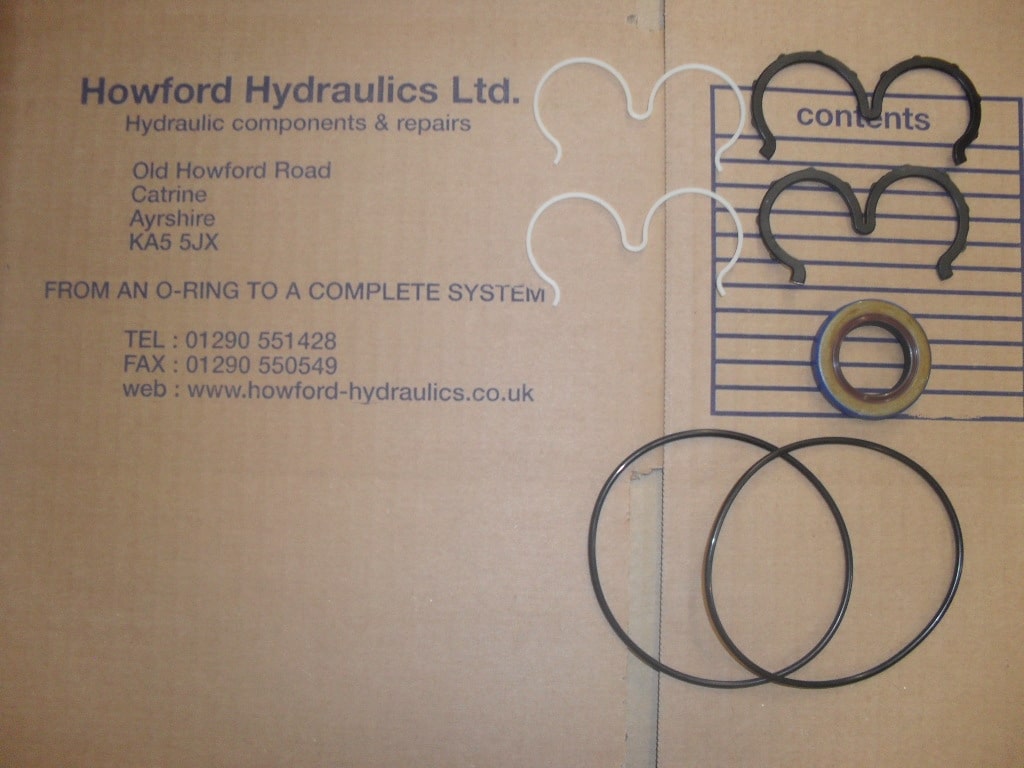 Howford Hydraulics Ltd.
Hydraulic components & repairs
Old Howford Road
Catrine
Ayrshire
KA5 5JX
FROM AN O-RING TO A COMPLETE SYSTEM
TEL : 01290 551428
FAX : 01290 550549
web : www.howford-hydraulics.co.uk
contents